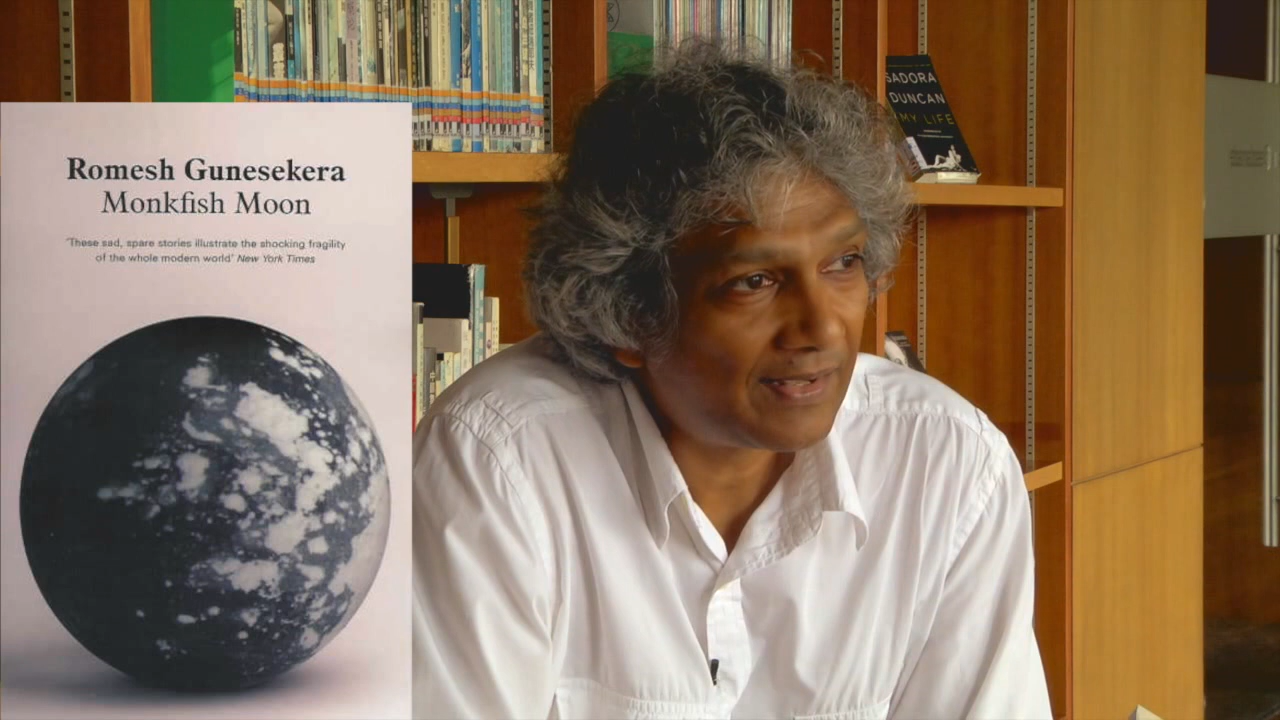 Romesh Gunesekera
Monkfish Moon
'These sad, spare stories illustrate the shocking fragility
of the whole modern world' New York Times
SADORA
DUNCAN
MY LIFE